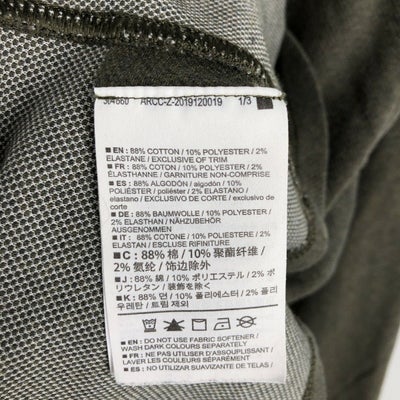 ARCC-Z-2019120019 1/3
■ EN : 88% COTTON / 10% POLYESTER / 2%
ELASTANE / EXCLUSIVE OF TRIM
■ FR : 88% COTON / 10% POLYESTER / 2%
ÉLASTHANNE / GARNITURE NON-COMPRISE
■ ES : 88% ALGODÓN / algodón / 10%
POLIÉSTER / poliéster / 2% ELASTANO /
elastano / EXCLUSIVO DE CORTE / exclusivo de
corte
■ DE : 88% BAUMWOLLE / 10% POLYESTER /
2% ELASTHAN / NÄHZUBEHÖR
AUSGENOMMEN
■ IT : 88% COTONE / 10% POLIESTERE / 2%
ELASTAN / ESCLUSE RIFINITURE
■ C : 88% 棉 / 10% 聚酯纤维 /
2% 氨纶 / 饰边除外
■ J : 88% 綿 / 10% ポリエステル / 2% ポ
リウレタン / 装飾を除く
■ K : 88% 면 / 10% 폴리에스터 / 2% 폴리
우레탄 / 트림 제외
■ EN : DO NOT USE FABRIC SOFTENER /
WASH DARK COLORS SEPARATELY
■ FR : NE PAS UTILISER D'ASSOUPLISSANT /
LAVER LES COULEURS FONCÉES SÉPARÉMENT
■ ES : NO UTILIZAR SUAVIZANTE DE TELAS /